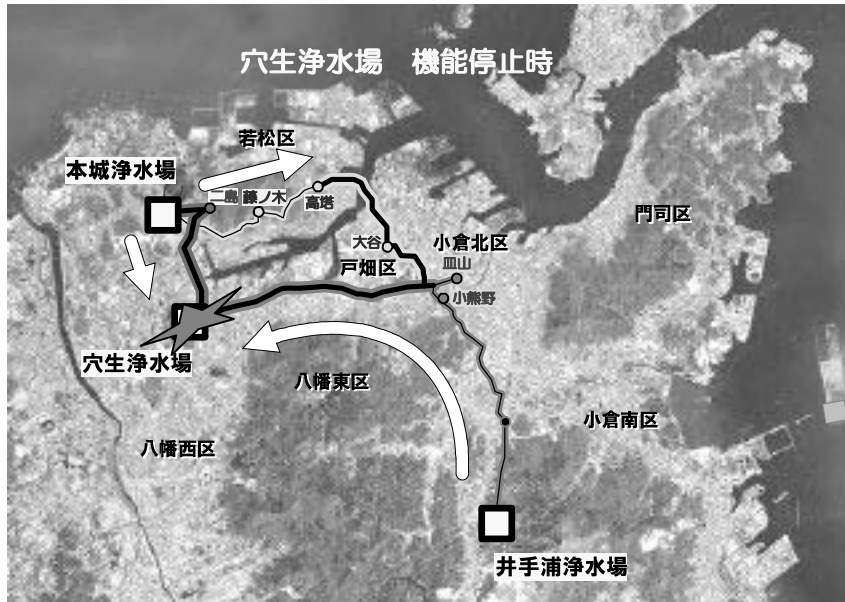 穴生浄水場　機能停止時
若松区
本城浄水場
二島
藤ノ木
高塔
門司区
大谷
小倉北区
戸畑区
皿山
小熊野
穴生浄水場
八幡東区
小倉南区
八幡西区
井手浦浄水場